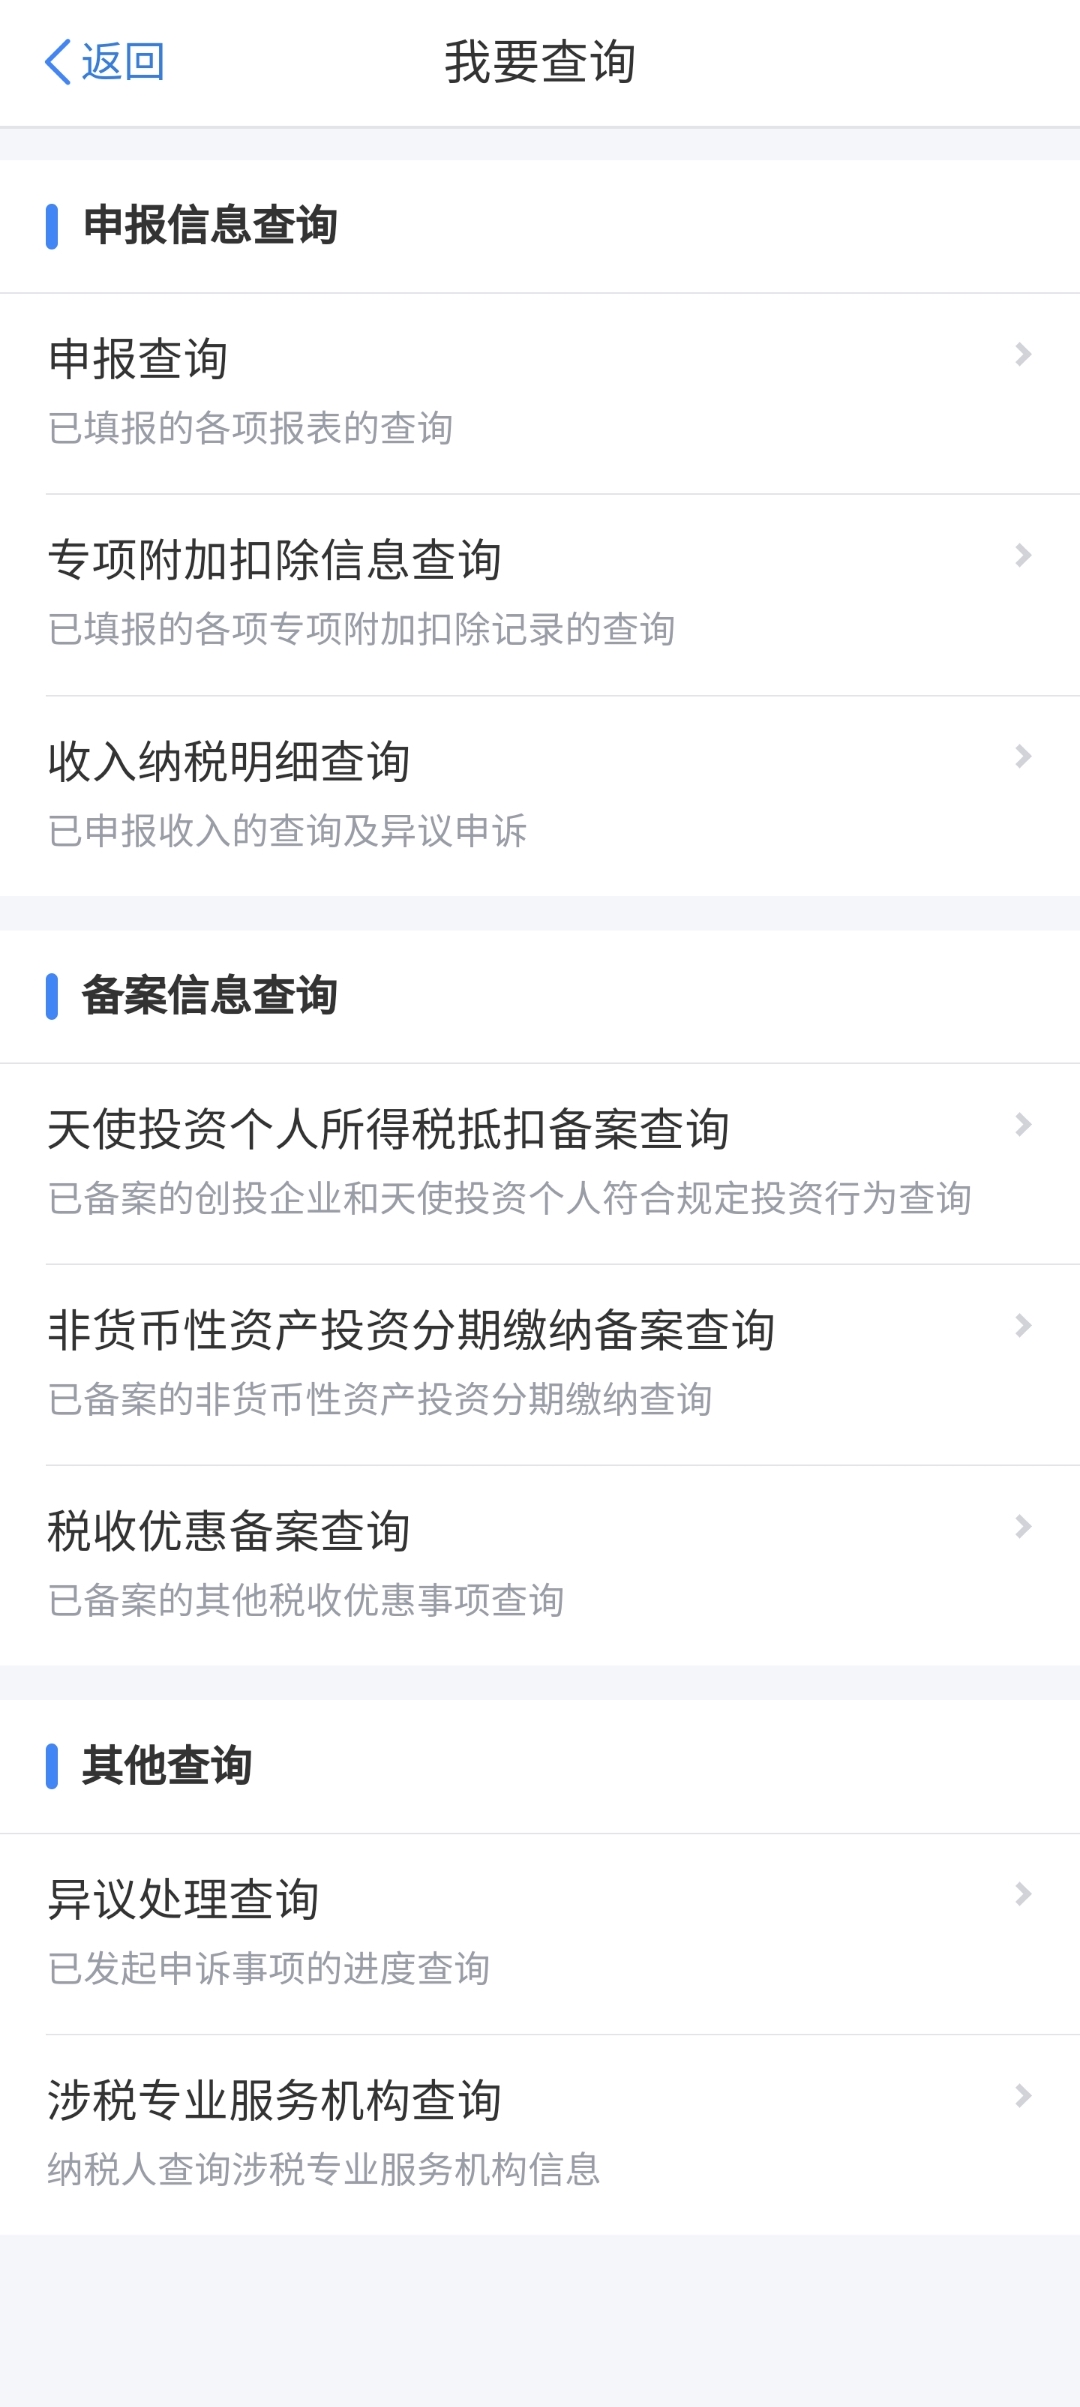 返回
我要查询
申报信息查询
申报查询
已填报的各项报表的查询
专项附加扣除信息查询
已填报的各项专项附加扣除记录的查询
收入纳税明细查询
已申报收入的查询及异议申诉
备案信息查询
天使投资个人所得税抵扣备案查询
已备案的创投企业和天使投资个人符合规定投资行为查询
非货币性资产投资分期缴纳备案查询
已备案的非货币性资产投资分期缴纳查询
税收优惠备案查询
已备案的其他税收优惠事项查询
其他查询
异议处理查询
已发起申诉事项的进度查询
涉税专业服务机构查询
纳税人查询涉税专业服务机构信息